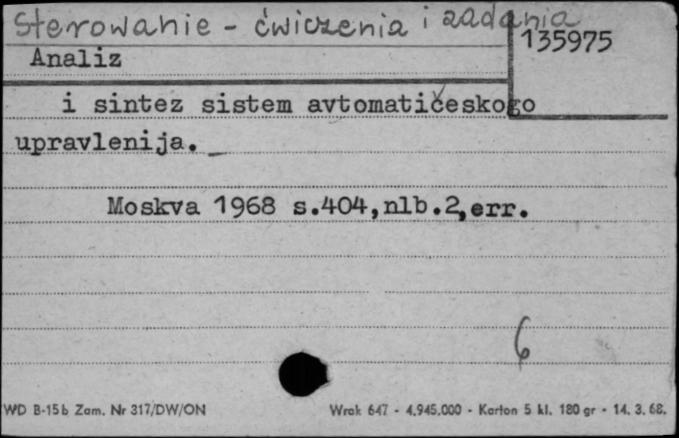 Sterowanie - ćwiczenia i zadania
135975
Analiz
i sintez sistem avtomatičeskogo
upravlenija.
Moskva 1968 s.404,nlb.2,err.
6
WD B-15b Zam. Nr 317/DW/ON Wrak 647 - 4.945.000 - Karton 5 kl. 180 gr - 14. 3. 68.